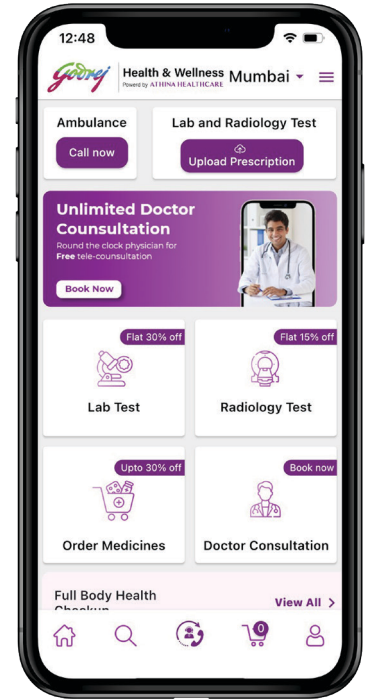 12:48
Godrej
Health & Wellness
Powered by ATHINA HEALTHCARE
Mumbai
Ambulance
Call now
Lab and Radiology Test
Upload Prescription
Unlimited Doctor
Counsultation
Round the clock physician for
Free tele-counsultation
Book Now
Flat 30% off
Lab Test
Flat 15% off
Radiology Test
Upto 30% off
Order Medicines
Book now
Doctor Consultation
Full Body Health
Checkup
View All
0